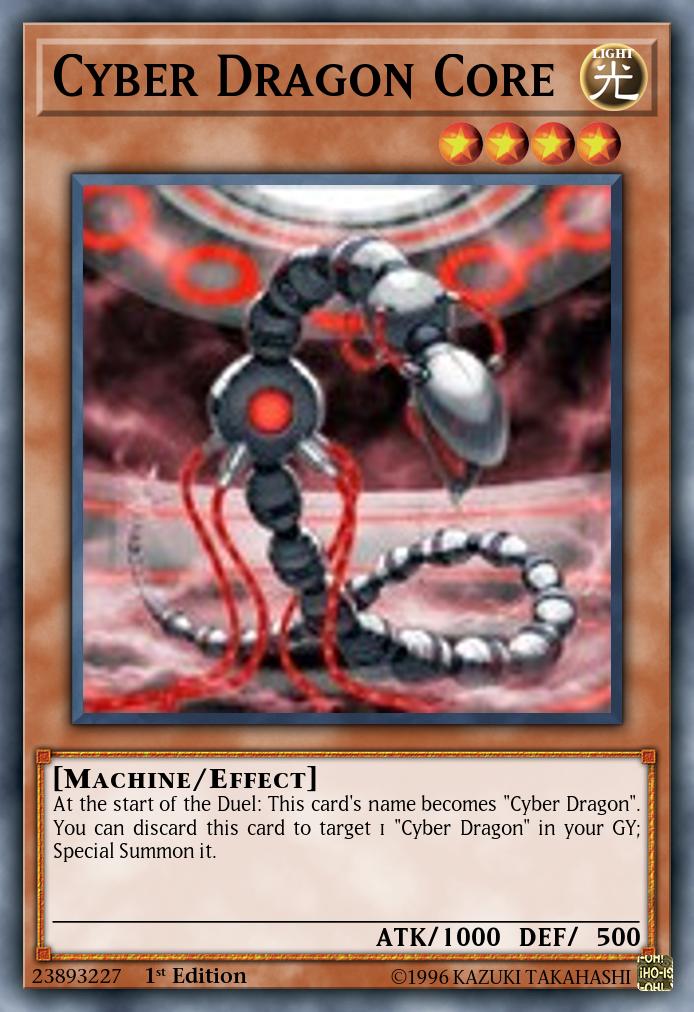 Cyber Dragon Core
LIGHT
光
[Machine/Effect]
At the start of the Duel: This card's name becomes "Cyber Dragon".
You can discard this card to target 1 "Cyber Dragon" in your GY;
Special Summon it.
ATK/1000 DEF/ 500
23893227 1st Edition ©1996 KAZUKI TAKAHASHI